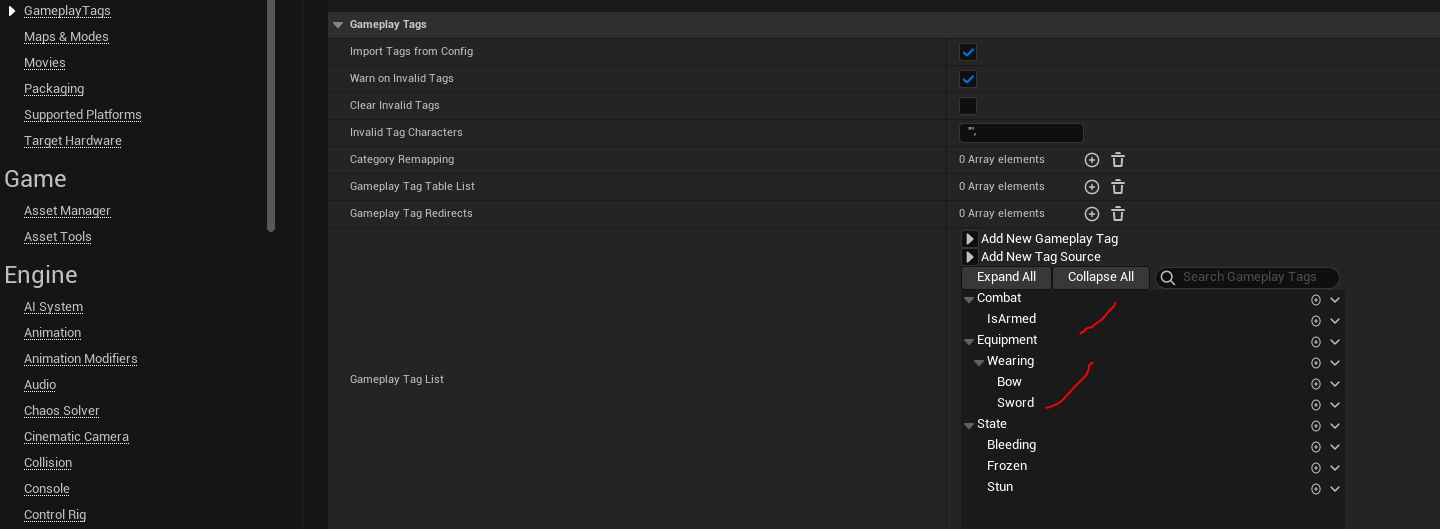 GameplayTags
Maps & Modes
Movies
Packaging
Supported Platforms
Target Hardware
Game
Asset Manager
Asset Tools
Engine
AI System
Animation
Animation Modifiers
Audio
Chaos Solver
Cinematic Camera
Collision
Console
Control Rig
Gameplay Tags
Import Tags from Config
Warn on Invalid Tags
Clear Invalid Tags
Invalid Tag Characters "',
Category Remapping 0 Array elements
Gameplay Tag Table List 0 Array elements
Gameplay Tag Redirects 0 Array elements
Gameplay Tag List
Add New Gameplay Tag
Add New Tag Source
Expand All Collapse All Search Gameplay Tags
Combat
IsArmed
Equipment
Wearing
Bow
Sword
State
Bleeding
Frozen
Stun